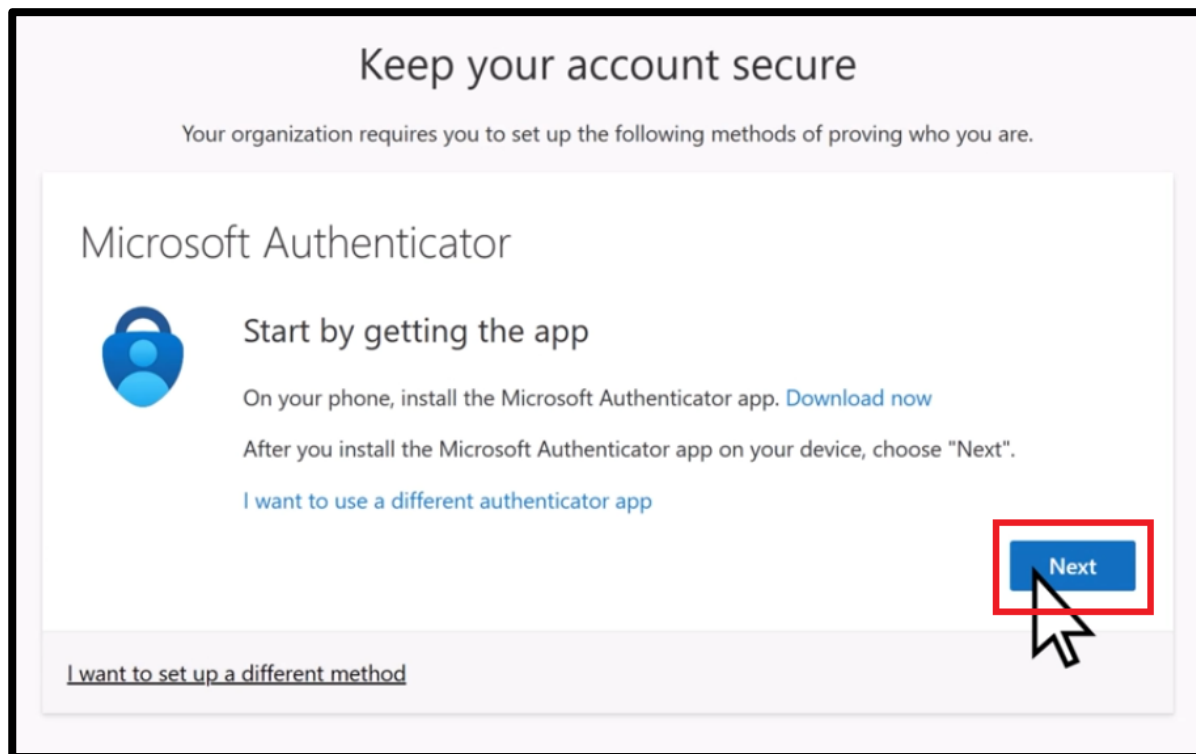 Keep your account secure
Your organization requires you to set up the following methods of proving who you are.
Microsoft Authenticator
Start by getting the app
On your phone, install the Microsoft Authenticator app. Download now
After you install the Microsoft Authenticator app on your device, choose "Next".
I want to use a different authenticator app
Next
I want to set up a different method